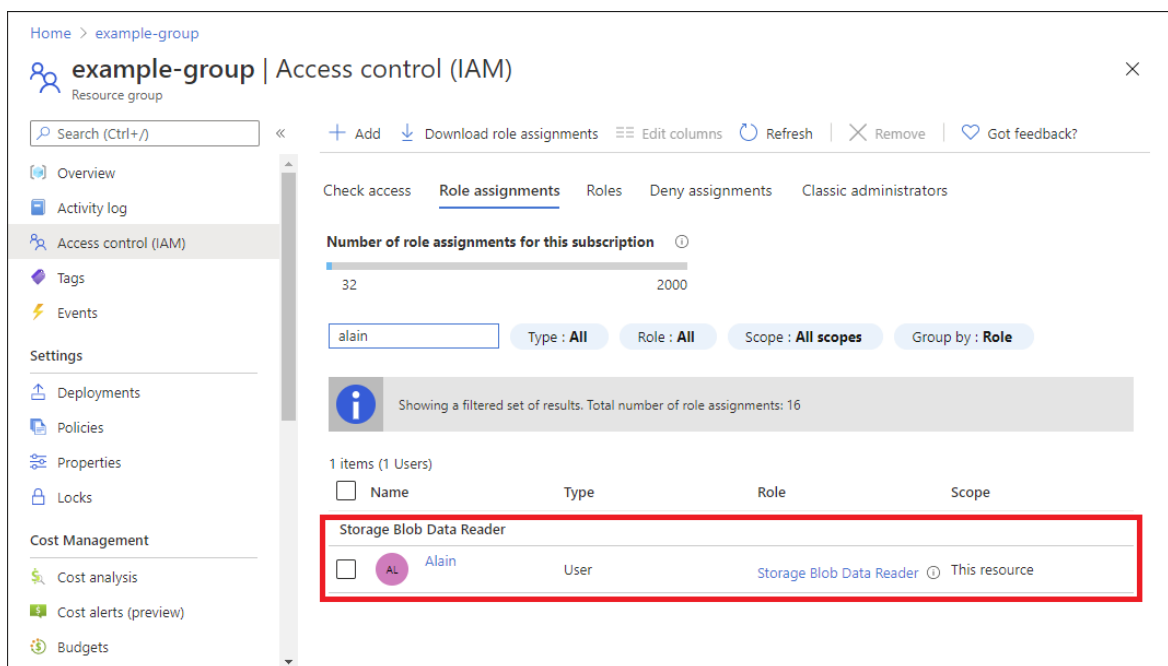 Home > example-group
example-group | Access control (IAM)
Resource group
Search (Ctrl+/)
«
Add
Download role assignments
Edit columns
Refresh
Remove
Got feedback?
Overview
Activity log
Access control (IAM)
Tags
Events
Settings
Deployments
Policies
Properties
Locks
Cost Management
Cost analysis
Cost alerts (preview)
Budgets
Check access
Role assignments
Roles
Deny assignments
Classic administrators
Number of role assignments for this subscription
32
2000
alain
Type : All
Role : All
Scope : All scopes
Group by : Role
Showing a filtered set of results. Total number of role assignments: 16
1 items (1 Users)
Name Type Role Scope
Storage Blob Data Reader
AL Alain User Storage Blob Data Reader This resource